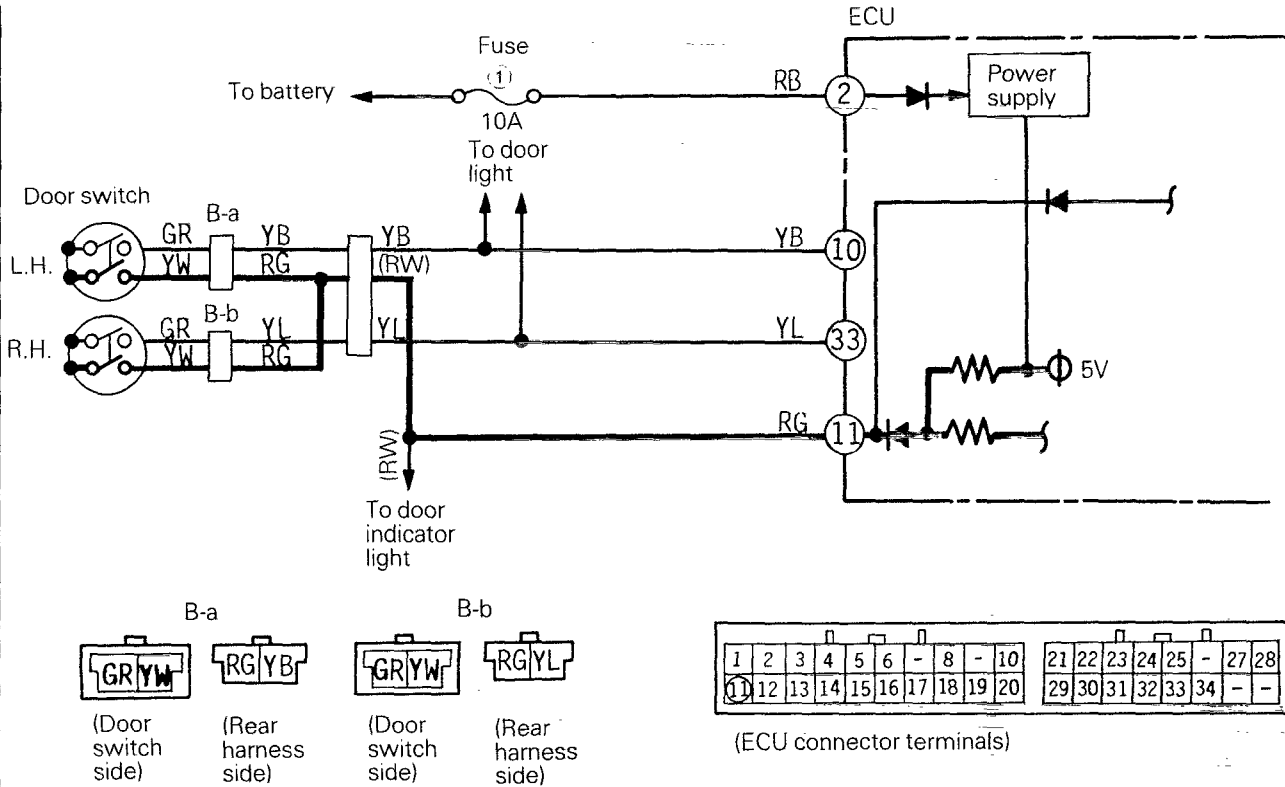 ECU
Fuse
①
To battery
10A
RB
2
Power
supply
To door
light
Door switch
B-a
L.H.
GR
YB
YB
YB
10
YW
RG
(RW)
B-b
R.H.
GR
YL
YL
YL
33
YW
RG
5V
RG
11
(RW)
To door
indicator
light
B-a
B-b
GR YW
RG YB
GR YW
RG YL
1 2 3 4 5 6 - 8 - 10
11 12 13 14 15 16 17 18 19 20
21 22 23 24 25 - 27 28
29 30 31 32 33 34 - -
(Door
switch
side)
(Rear
harness
side)
(Door
switch
side)
(Rear
harness
side)
(ECU connector terminals)